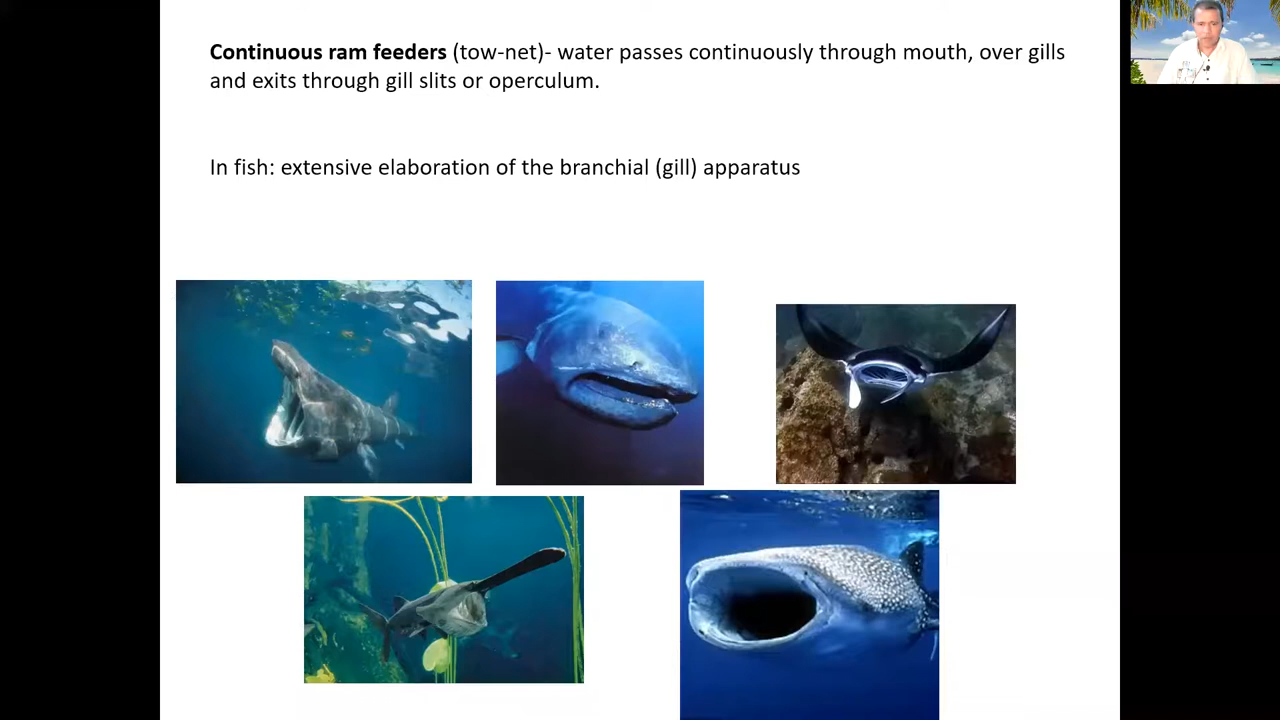 Continuous ram feeders (tow-net)- water passes continuously through mouth, over gills
and exits through gill slits or operculum.
In fish: extensive elaboration of the branchial (gill) apparatus